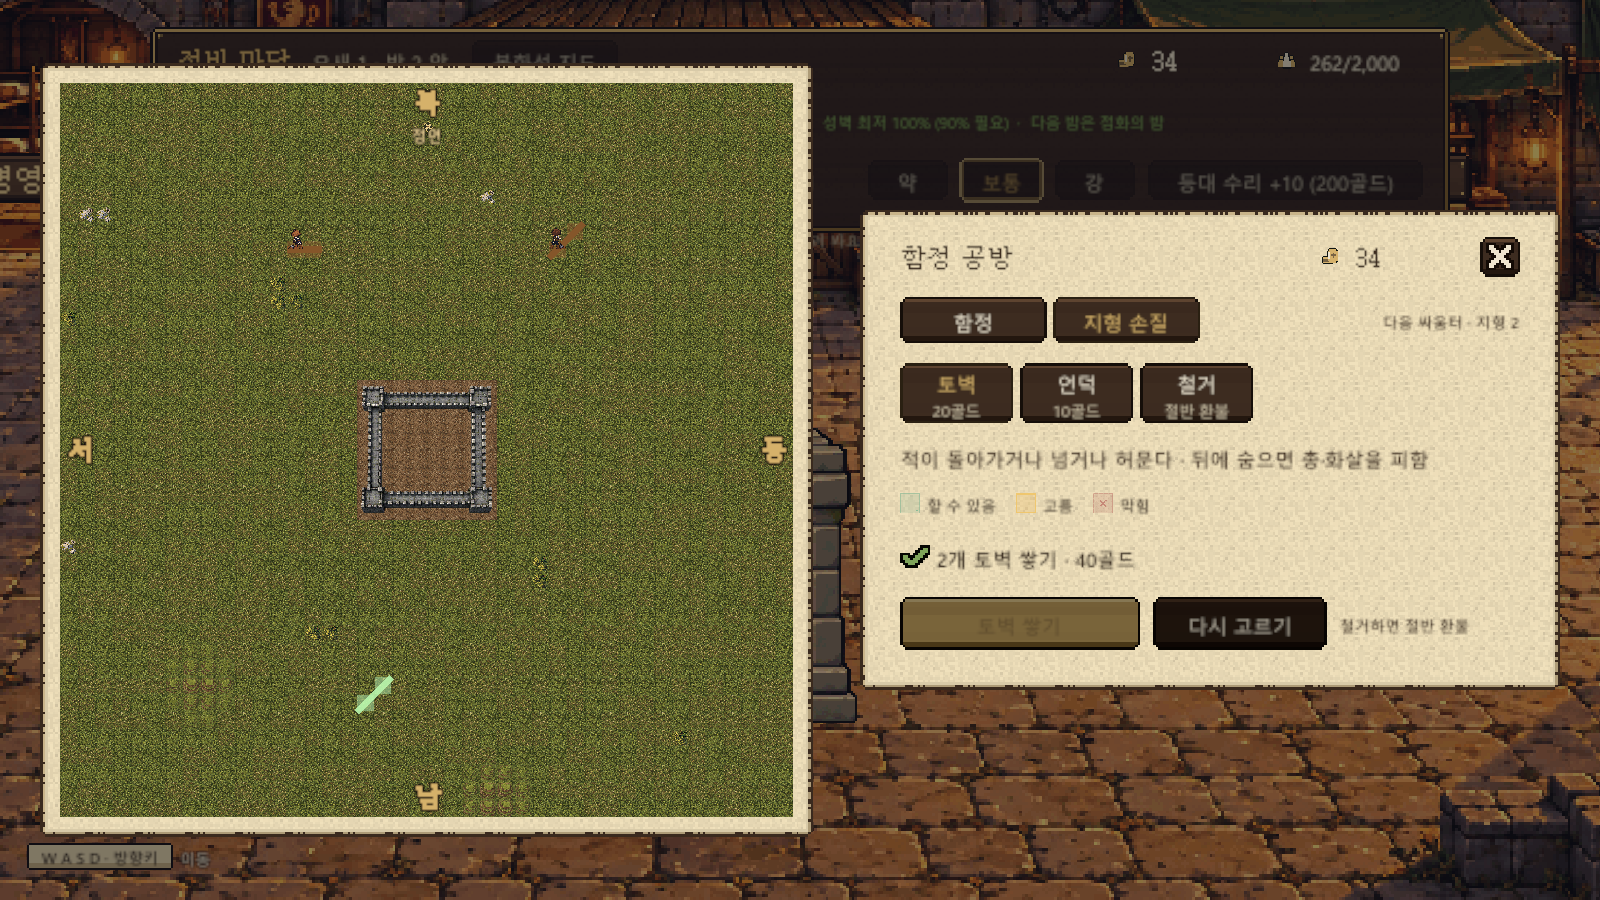 34
262/2,000
성벽 최저 100% (90% 필요) · 다음 밤은 점화의 밤
약
보통
강
등대 수리 +10 (200골드)
북
서
동
남
함정 공방
34
함정
지형 손질
다음 싸움터 · 지형 2
토벽
20골드
언덕
10골드
철거
절반 환불
적이 돌아가거나 넘거나 허문다 · 뒤에 숨으면 총·화살을 피함
할 수 있음
고름
막힘
2개 토벽 쌓기 · 40골드
토벽 쌓기
다시 고르기
철거하면 절반 환불
W A S D · 방향키
이동